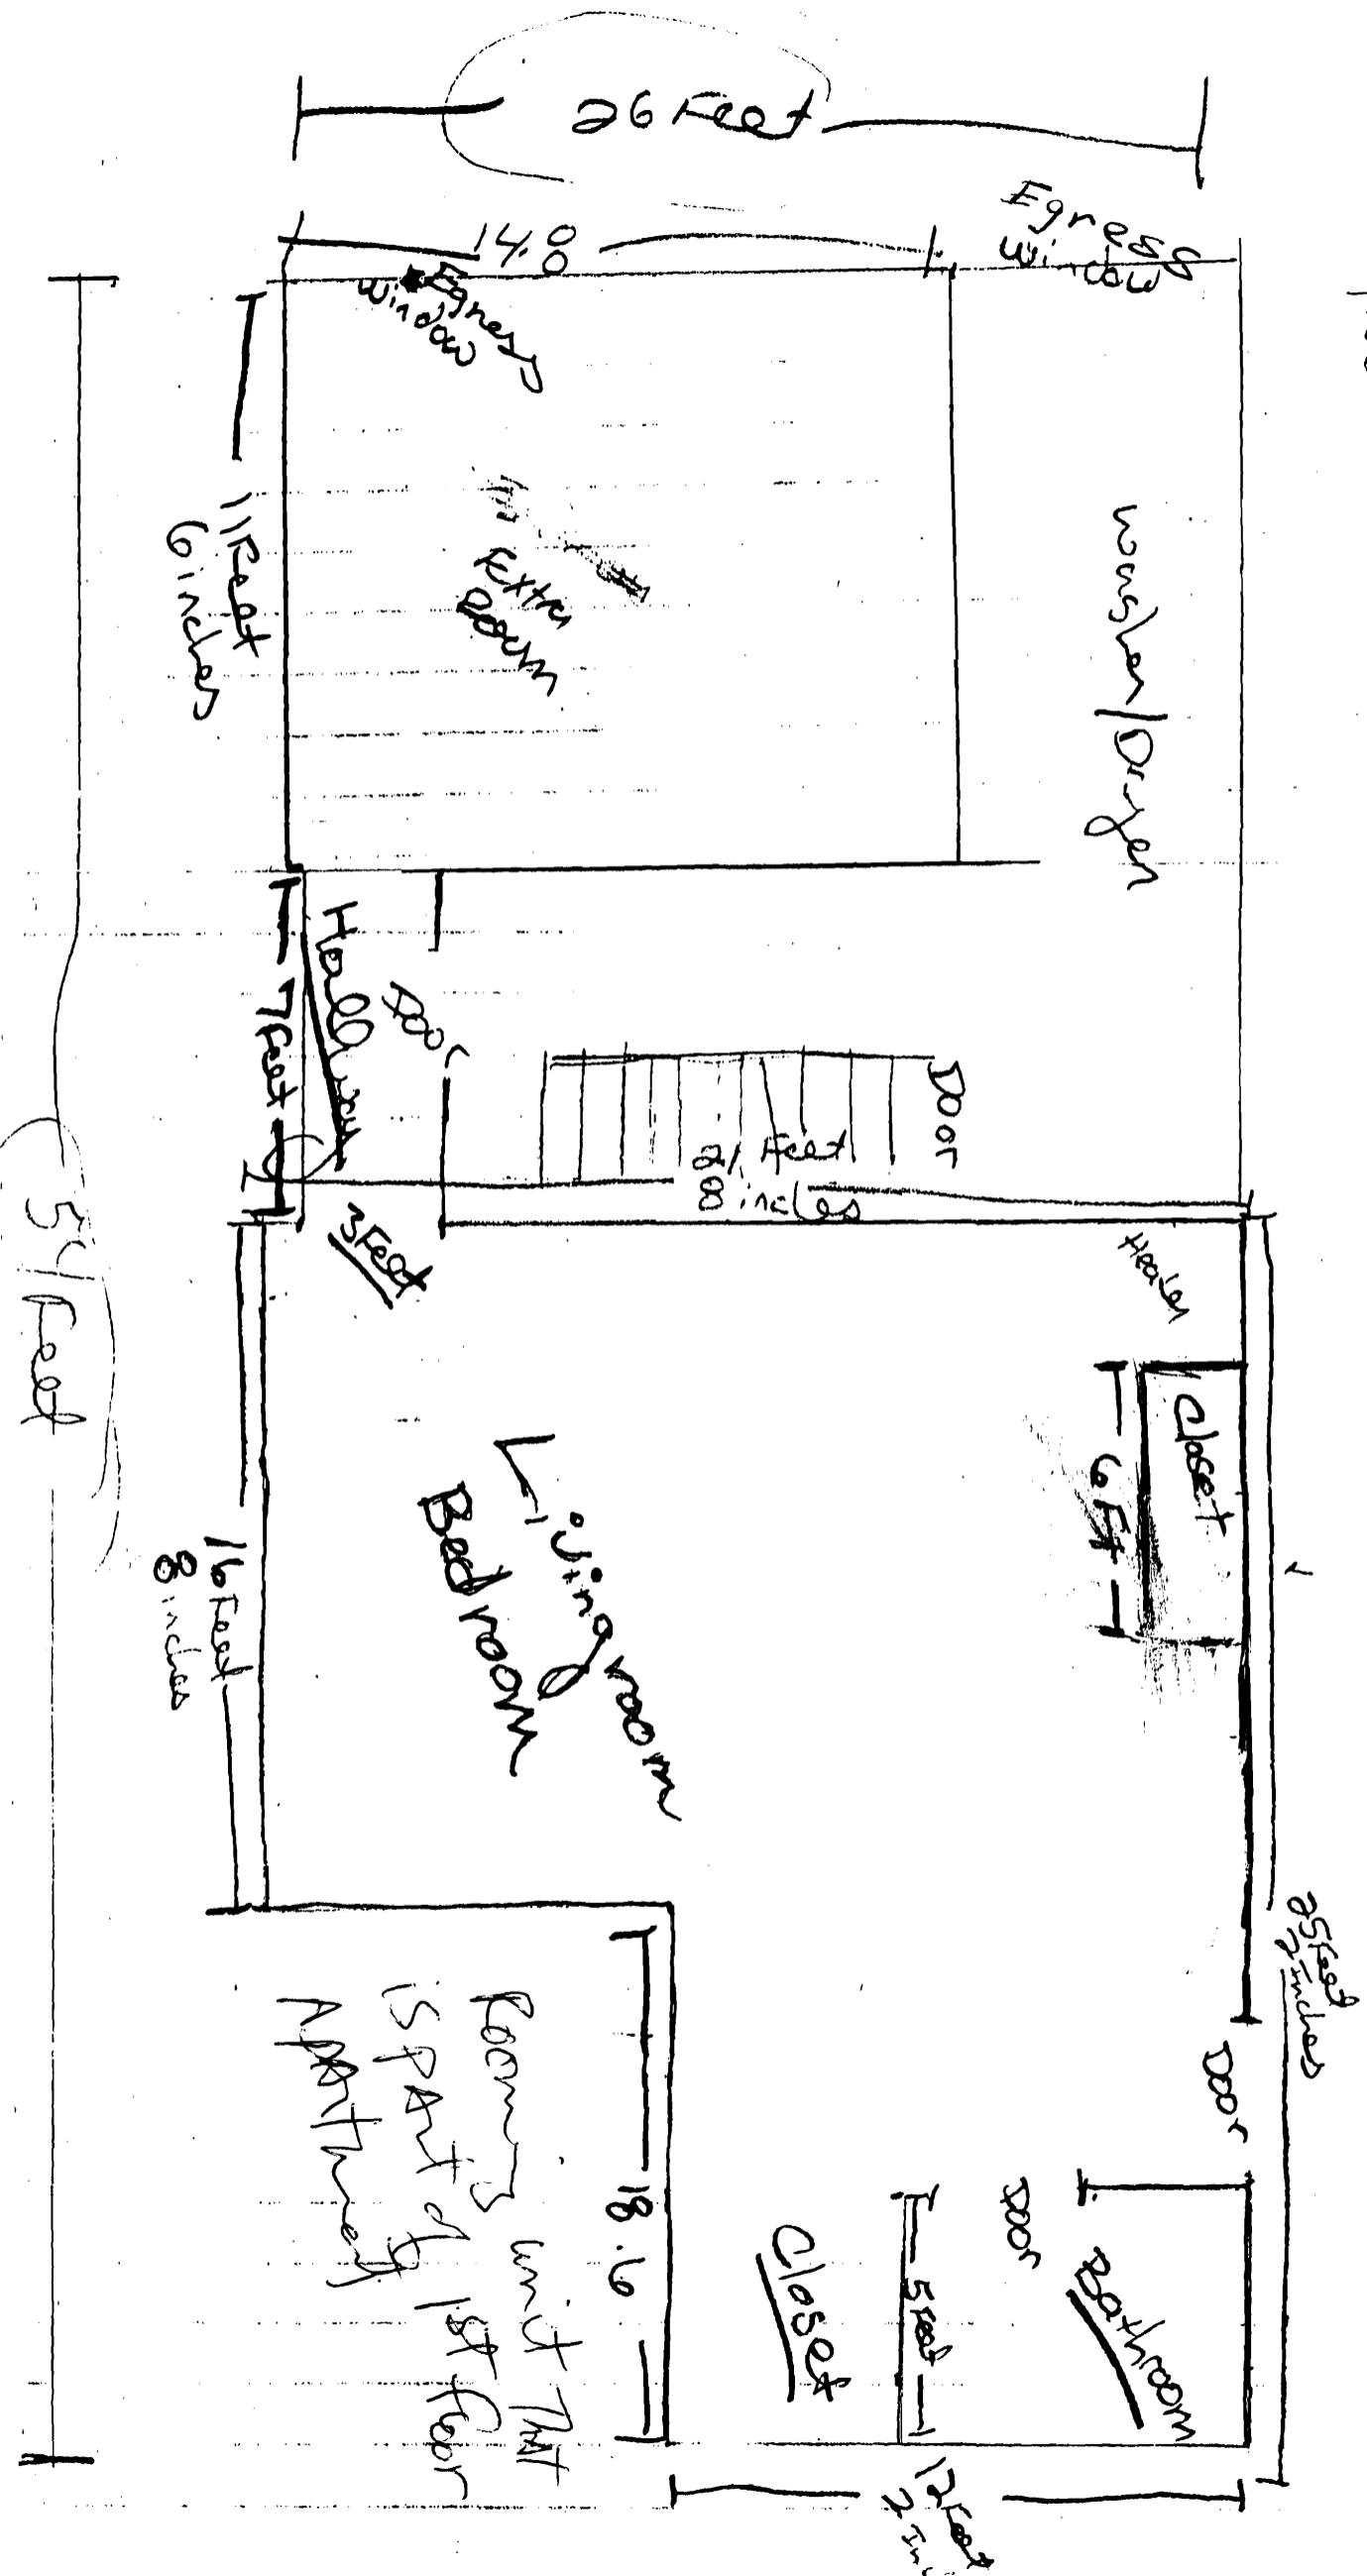 26 Feet
Egress
window
14.0
0
Egress
window
11 Feet
6 inches
Extra
Room
washer/Dryer
Hallway
Door
7 Feet
Door
21 Feet
8 inches
3 Feet
54 Feet
Heater
Closet
6 Ft
Living room
Bedroom
16 Feet
8 inches
25 Feet
2 Inches
Door
Door
Bathroom
5 Feet
Closet
18.6
Rooming unit That
is PArt of 1st floor
APArtment
12 Feet